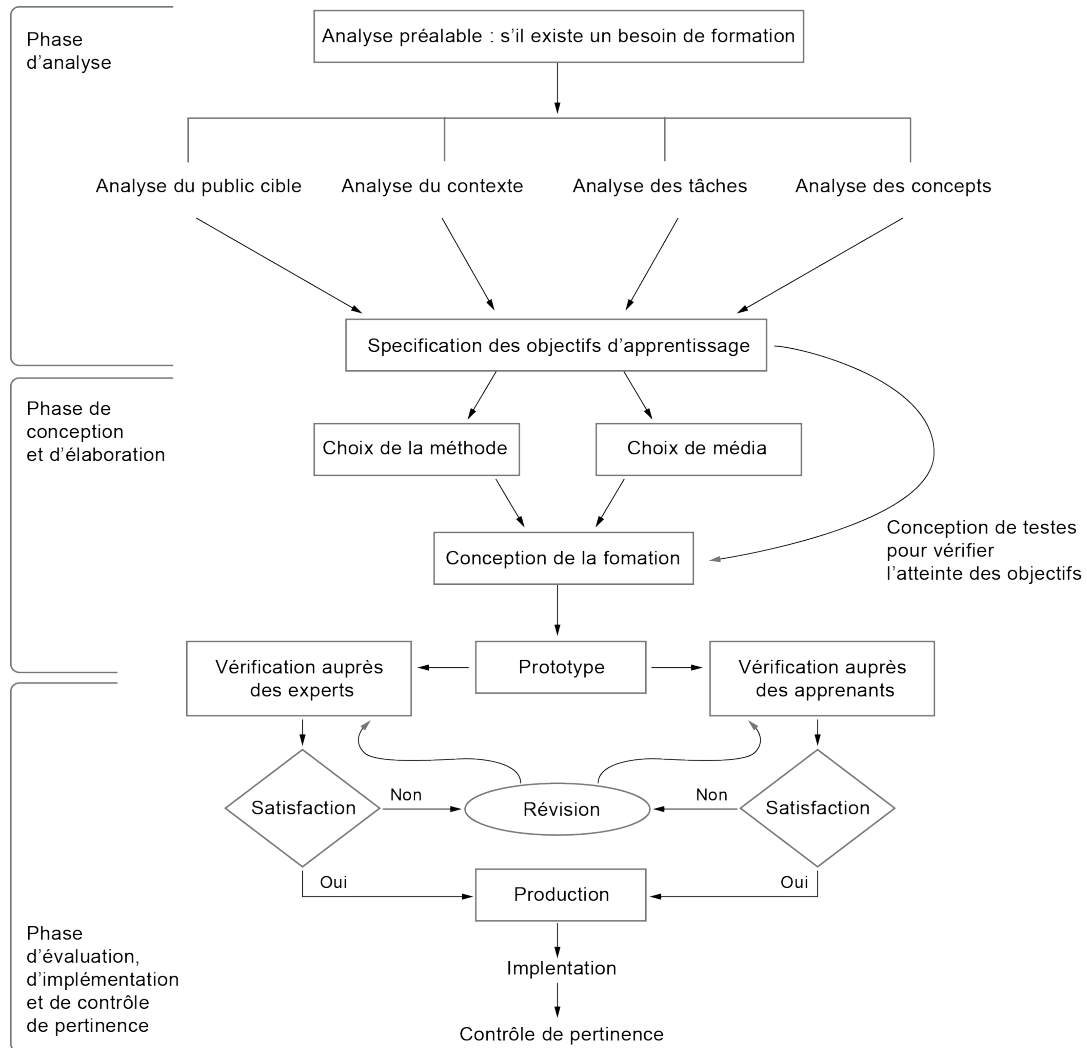 Phase
d’analyse
Analyse préalable : s’il existe un besoin de formation
Analyse du public cible
Analyse du contexte
Analyse des tâches
Analyse des concepts
Specification des objectifs d’apprentissage
Phase de
conception
et d’élaboration
Choix de la méthode
Choix de média
Conception de la fomation
Conception de testes
pour vérifier
l’atteinte des objectifs
Vérification auprès
des experts
Prototype
Vérification auprès
des apprenants
Satisfaction
Non
Révision
Non
Satisfaction
Oui
Production
Oui
Phase
d’évaluation,
d’implémentation
et de contrôle
de pertinence
Implentation
Contrôle de pertinence